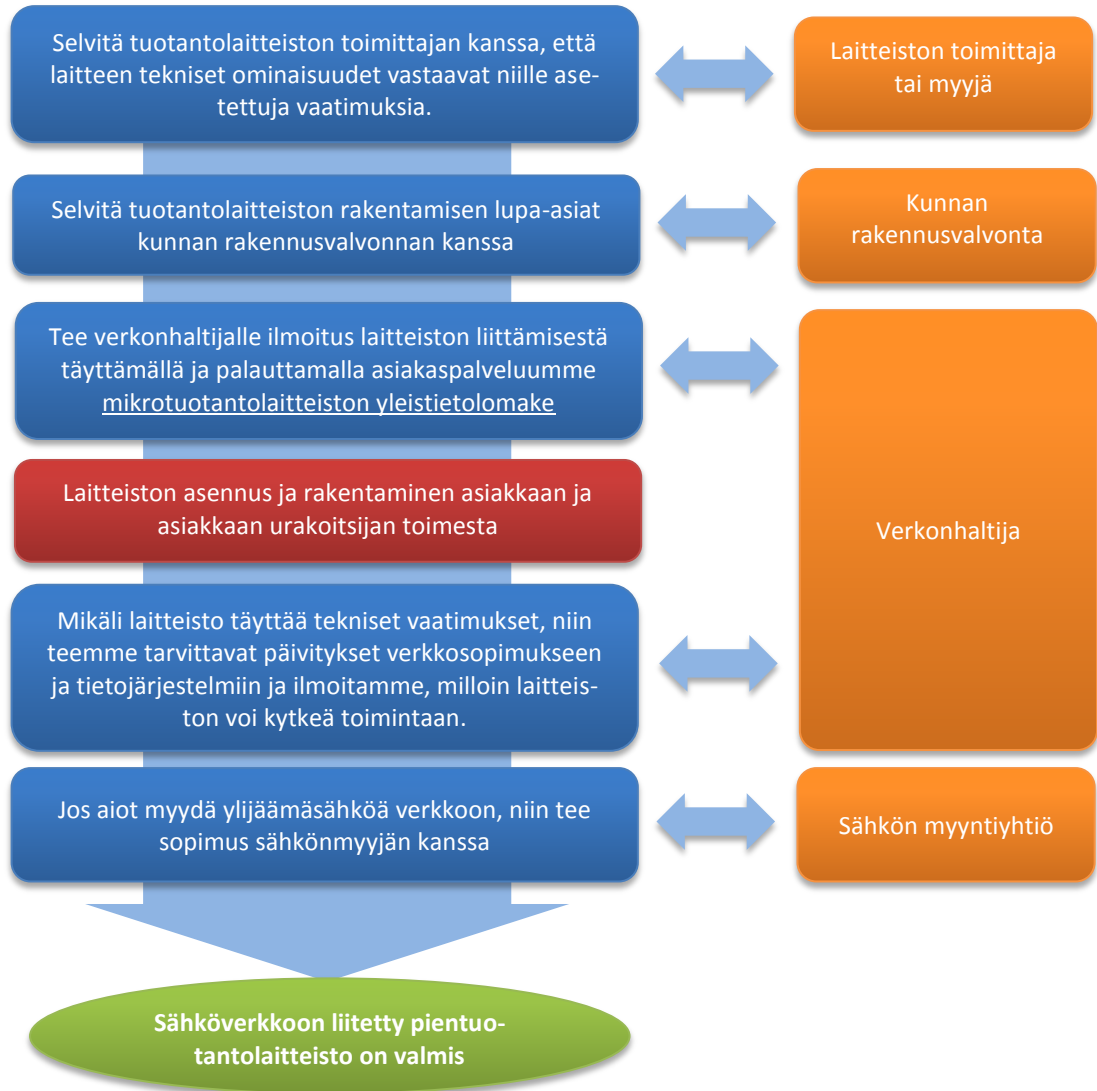 Selvitä tuotantolaitteiston toimittajan kanssa, että
laitteen tekniset ominaisuudet vastaavat niille ase-
tettuja vaatimuksia.
Laitteiston toimittaja
tai myyjä
Selvitä tuotantolaitteiston rakentamisen lupa-asiat
kunnan rakennusvalvonnan kanssa
Kunnan
rakennusvalvonta
Tee verkonhaltijalle ilmoitus laitteiston liittämisestä
täyttämällä ja palauttamalla asiakaspalveluumme
mikrotuotantolaitteiston yleistietolomake
Laitteiston asennus ja rakentaminen asiakkaan ja
asiakkaan urakoitsijan toimesta
Verkonhaltija
Mikäli laitteisto täyttää tekniset vaatimukset, niin
teemme tarvittavat päivitykset verkkosopimukseen
ja tietojärjestelmiin ja ilmoitamme, milloin laitteis-
ton voi kytkeä toimintaan.
Jos aiot myydä ylijäämäsähköä verkkoon, niin tee
sopimus sähkönmyyjän kanssa
Sähkön myyntiyhtiö
Sähköverkkoon liitetty pientuo-
tantolaitteisto on valmis